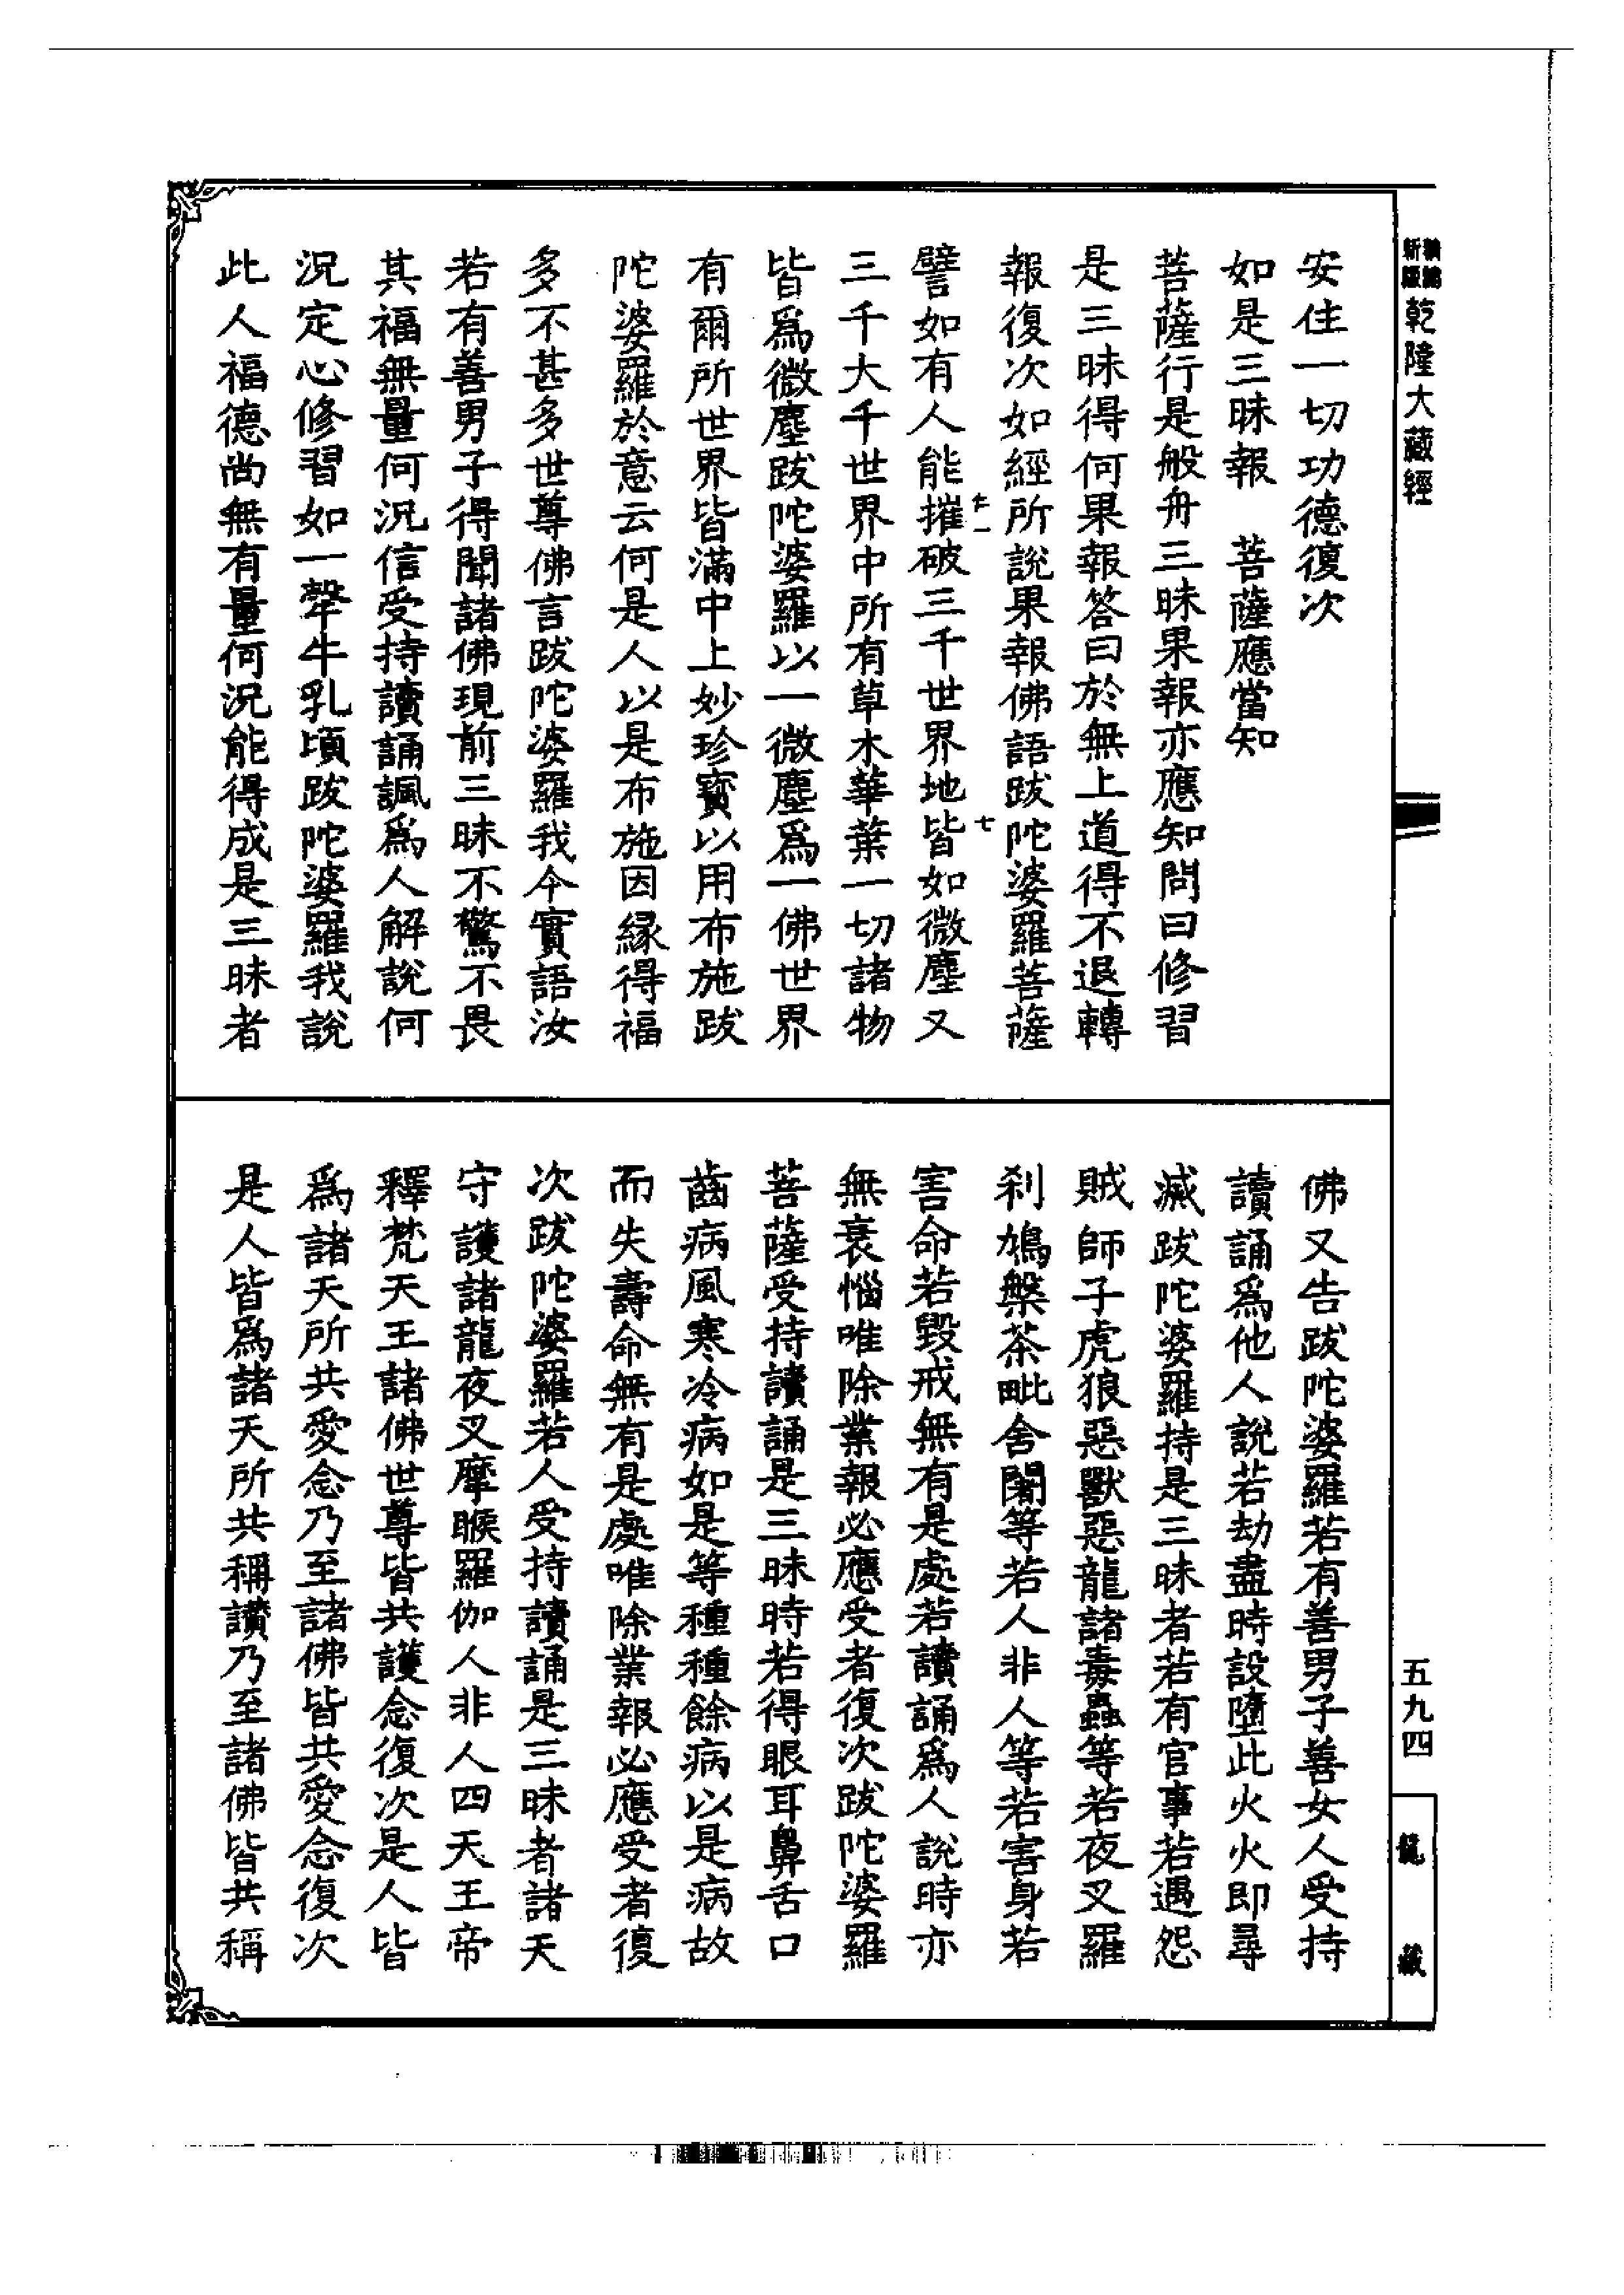 新編
新版
乾隆大藏經
安住一切功德復次
如是三昧報　菩薩應當知
菩薩行是般舟三昧果報亦應知問曰修習
是三昧得何果報答曰於無上道得不退轉
報復次如經所說果報佛語跋陀婆羅菩薩
譬如有人能摧破三千世界地皆如微塵又
三千大千世界中所有草木華葉一切諸物
皆為微塵跋陀婆羅以一微塵為一佛世界
有爾所世界皆滿中上妙珍寶以用布施跋
陀婆羅於意云何是人以是布施因緣得福
多不甚多世尊佛言跋陀婆羅我今實語汝
若有善男子得聞諸佛現前三昧不驚不畏
其福無量何況信受持讀誦諷為人解說何
況定心修習如一𤚲牛乳頃跋陀婆羅我說
此人福德尚無有量何況能得成是三昧者
佛又告跋陀婆羅若有善男子善女人受持
讀誦為他人說若劫盡時設墮此火火即尋
滅跋陀婆羅持是三昧者若有官事若遇怨
賊師子虎狼惡獸惡龍諸毒蟲等若夜叉羅
剎鳩槃茶毗舍闍等若人非人等若害身若
害命若毀戒無有是處若讀誦為人說時亦
無衰惱唯除業報必應受者復次跋陀婆羅
菩薩受持讀誦是三昧時若得眼耳鼻舌口
齒病風寒冷病如是等種種餘病以是病故
而失壽命無有是處唯除業報必應受者復
次跋陀婆羅若人受持讀誦是三昧者諸天
守護諸龍夜叉摩睺羅伽人非人四天王帝
釋梵天王諸佛世尊皆共護念復次是人皆
為諸天所共愛念乃至諸佛皆共愛念復次
是人皆為諸天所共稱讚乃至諸佛皆共稱
五九四
龍藏